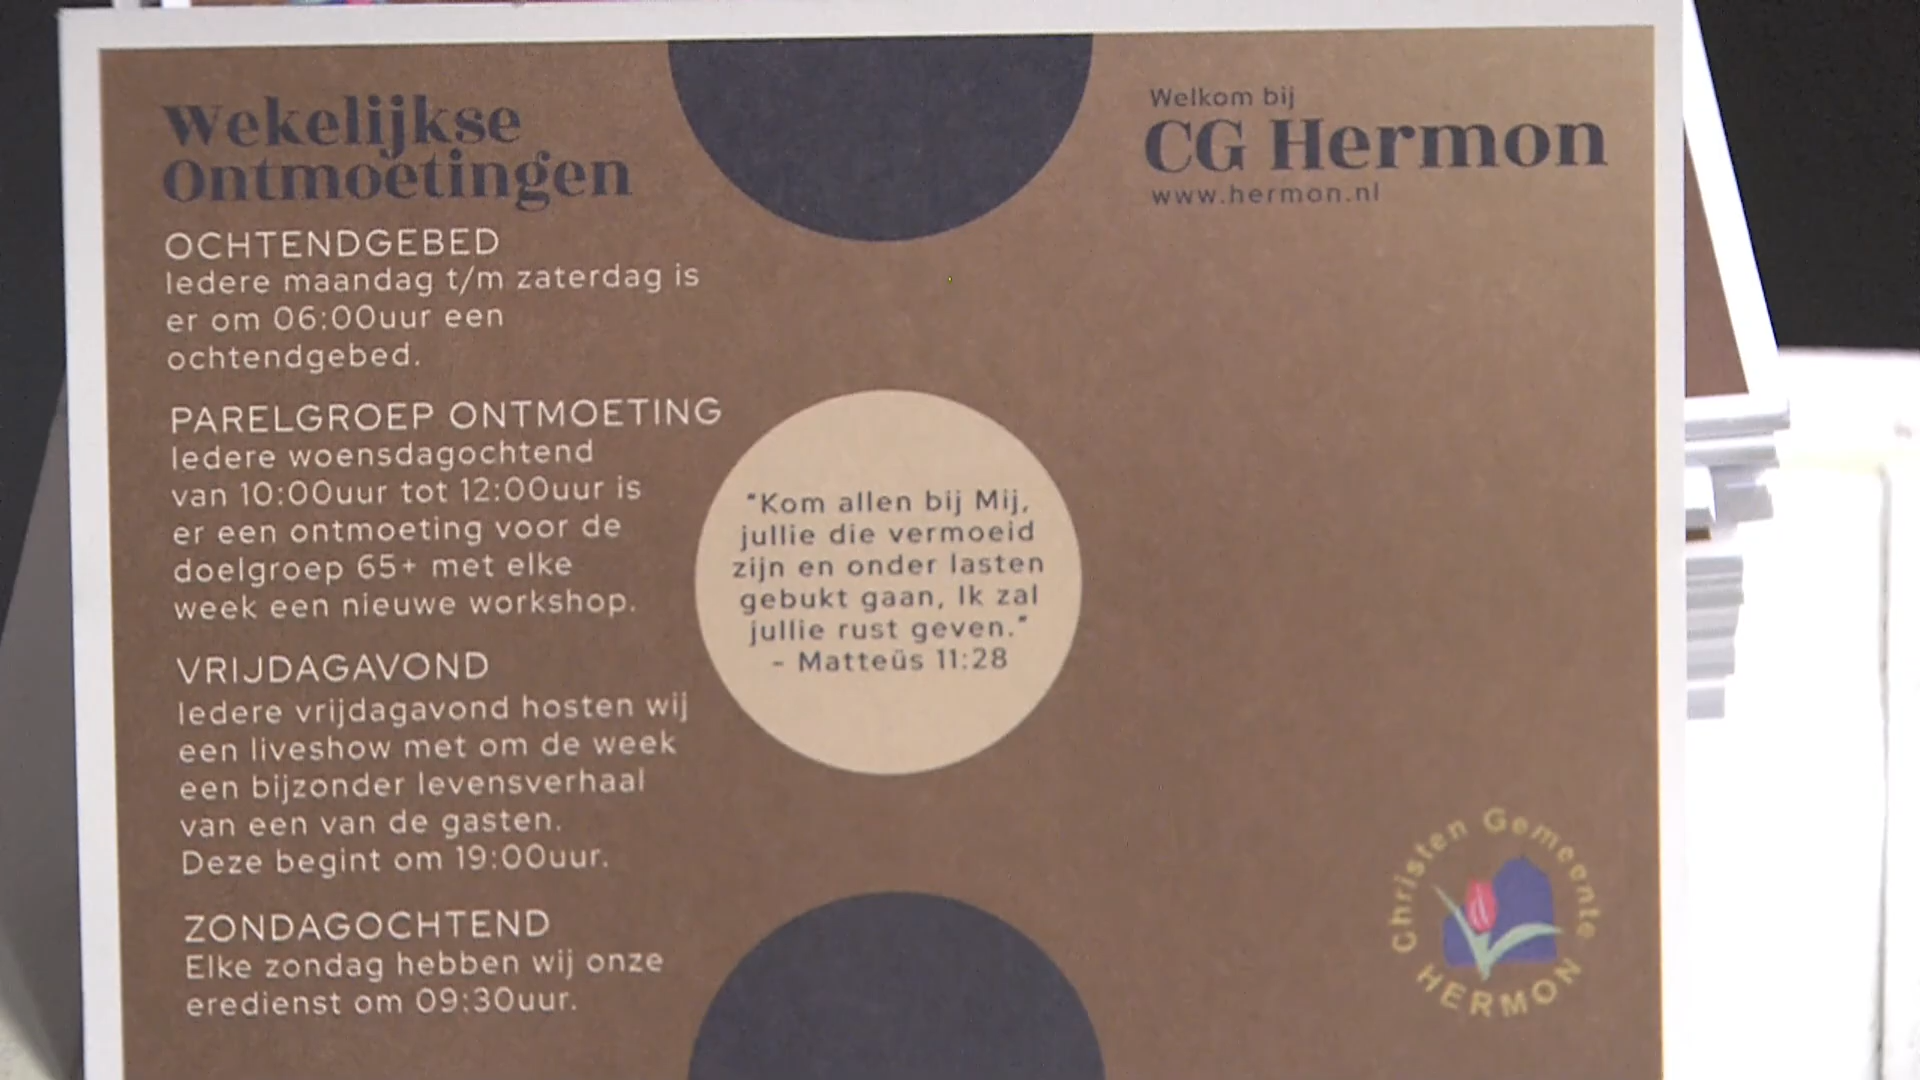 Wekelijkse
Ontmoetingen
OCHTENDGEBED
Iedere maandag t/m zaterdag is
er om 06:00uur een
ochtendgebed.
PARELGROEP ONTMOETING
Iedere woensdagochtend
van 10:00uur tot 12:00uur is
er een ontmoeting voor de
doelgroep 65+ met elke
week een nieuwe workshop.
VRIJDAGAVOND
Iedere vrijdagavond hosten wij
een liveshow met om de week
een bijzonder levensverhaal
van een van de gasten.
Deze begint om 19:00uur.
ZONDAGOCHTEND
Elke zondag hebben wij onze
eredienst om 09:30uur.
"Kom allen bij Mij,
jullie die vermoeid
zijn en onder lasten
gebukt gaan, Ik zal
jullie rust geven."
- Matteüs 11:28
Welkom bij
CG Hermon
www.hermon.nl
Christen Gemeente
HERMON